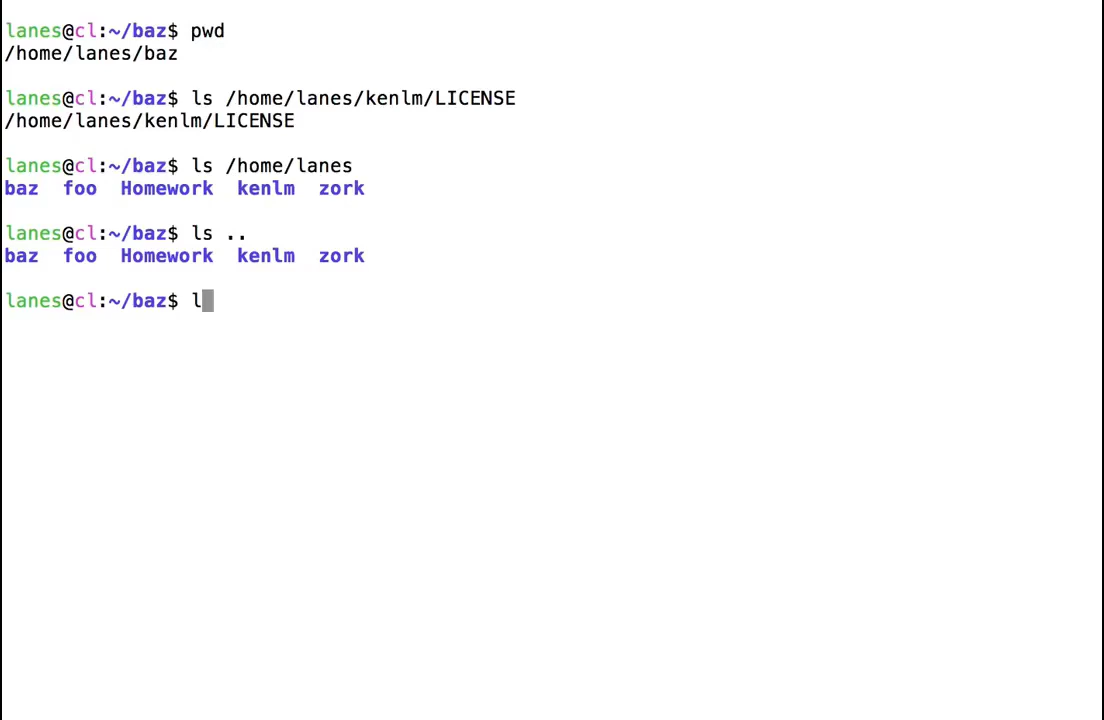 lanes@cl:~/baz$ pwd
/home/lanes/baz
lanes@cl:~/baz$ ls /home/lanes/kenlm/LICENSE
/home/lanes/kenlm/LICENSE
lanes@cl:~/baz$ ls /home/lanes
baz  foo  Homework  kenlm  zork
lanes@cl:~/baz$ ls ..
baz  foo  Homework  kenlm  zork
lanes@cl:~/baz$ l